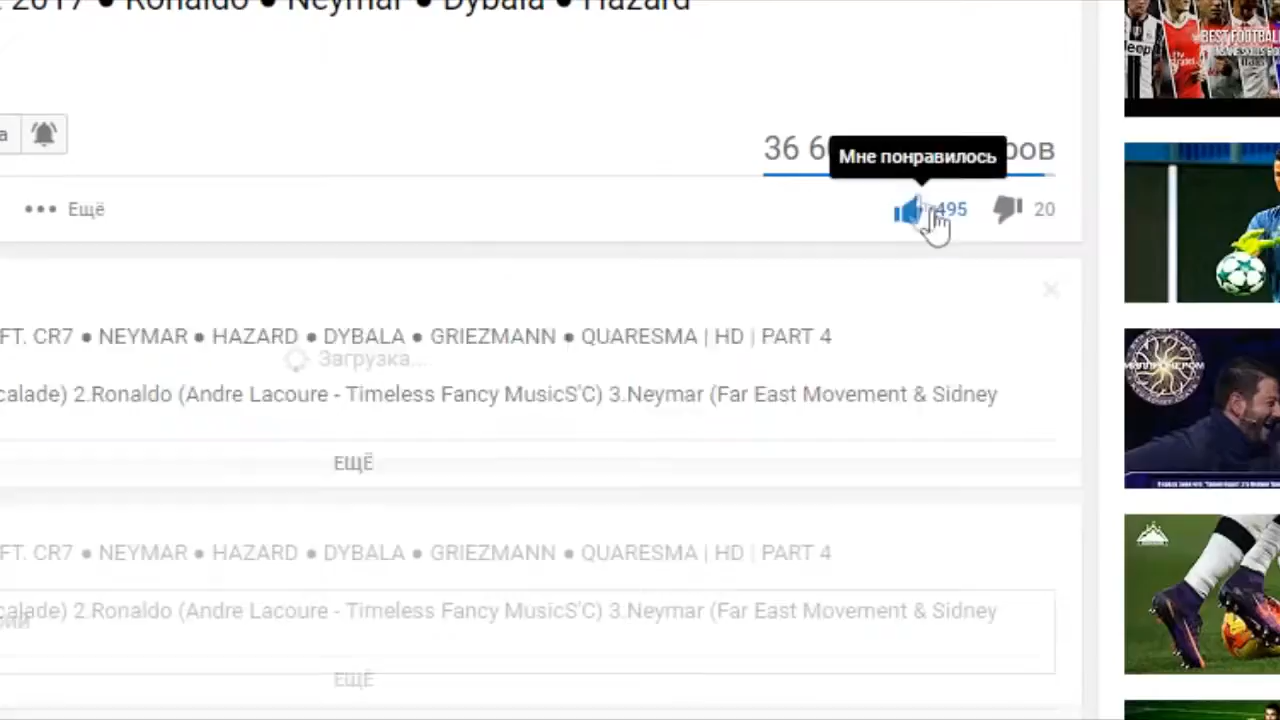 2017 ● Ronaldo ● Neymar ● Dybala ● Hazard
а
36 6
ров
Мне понравилось
••• Ещё
495
20
FT. CR7 ● NEYMAR ● HAZARD ● DYBALA ● GRIEZMANN ● QUARESMA | HD | PART 4
Загрузка...
calade) 2.Ronaldo (Andre Lacoure - Timeless Fancy MusicS'C) 3.Neymar (Far East Movement & Sidney
ЕЩЁ
FT. CR7 ● NEYMAR ● HAZARD ● DYBALA ● GRIEZMANN ● QUARESMA | HD | PART 4
calade) 2.Ronaldo (Andre Lacoure - Timeless Fancy MusicS'C) 3.Neymar (Far East Movement & Sidney
ЕЩЁ
BEST FOOTBALL
Jeep